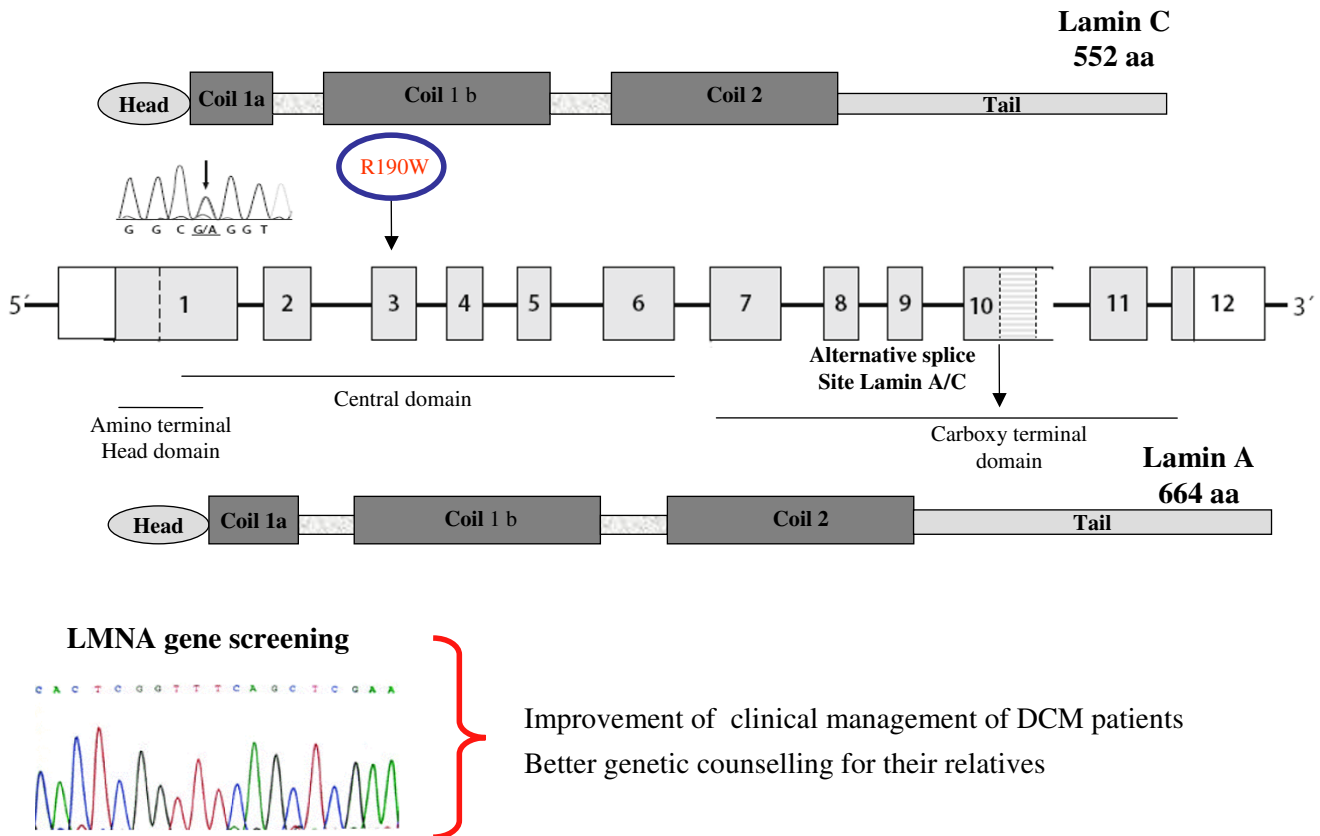 Lamin C
552 aa
Head Coil 1a Coil 1 b Coil 2 Tail
R190W
G G C G/A G G T
5´ 1 2 3 4 5 6 7 8 9 10 11 12 3´
Alternative splice
Site Lamin A/C
Central domain
Amino terminal
Head domain
Carboxy terminal
domain
Lamin A
664 aa
Head Coil 1a Coil 1 b Coil 2 Tail
LMNA gene screening
C A C T C G G T T T C A G C T C G A A
Improvement of clinical management of DCM patients
Better genetic counselling for their relatives